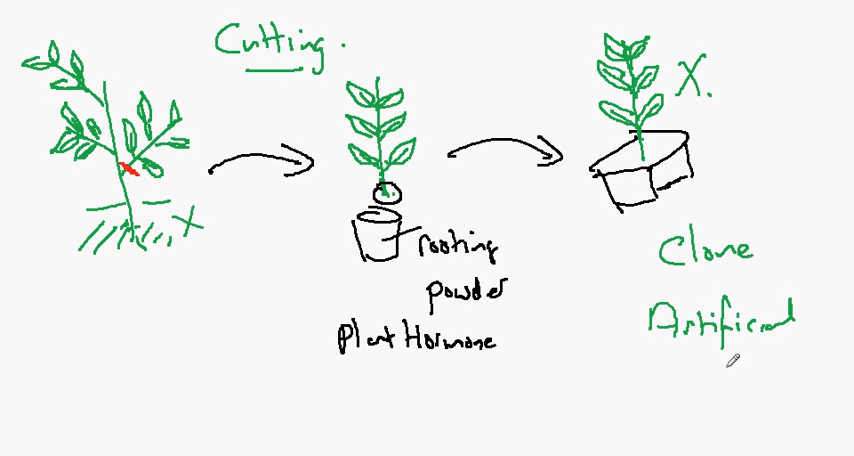 Cutting.
X
X.
rooting
powder
Plant Hormone
Clone
Artificial